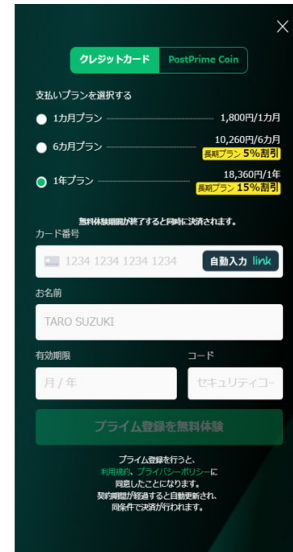 クレジットカード PostPrime Coin
支払いプランを選択する
1カ月プラン 1,800円/1カ月
6カ月プラン 10,260円/6カ月
長期プラン 5%割引
1年プラン 18,360円/1年
長期プラン 15%割引
無料体験期間が終了すると同時に決済されます。
カード番号
1234 1234 1234 1234 自動入力 link
お名前
TARO SUZUKI
有効期限 コード
月 / 年 セキュリティコー
プライム登録を無料体験
プライム登録を行うと、
利用規約、プライバシーポリシーに
同意したことになります。
契約期間が経過すると自動更新され、
同条件で決済が行われます。